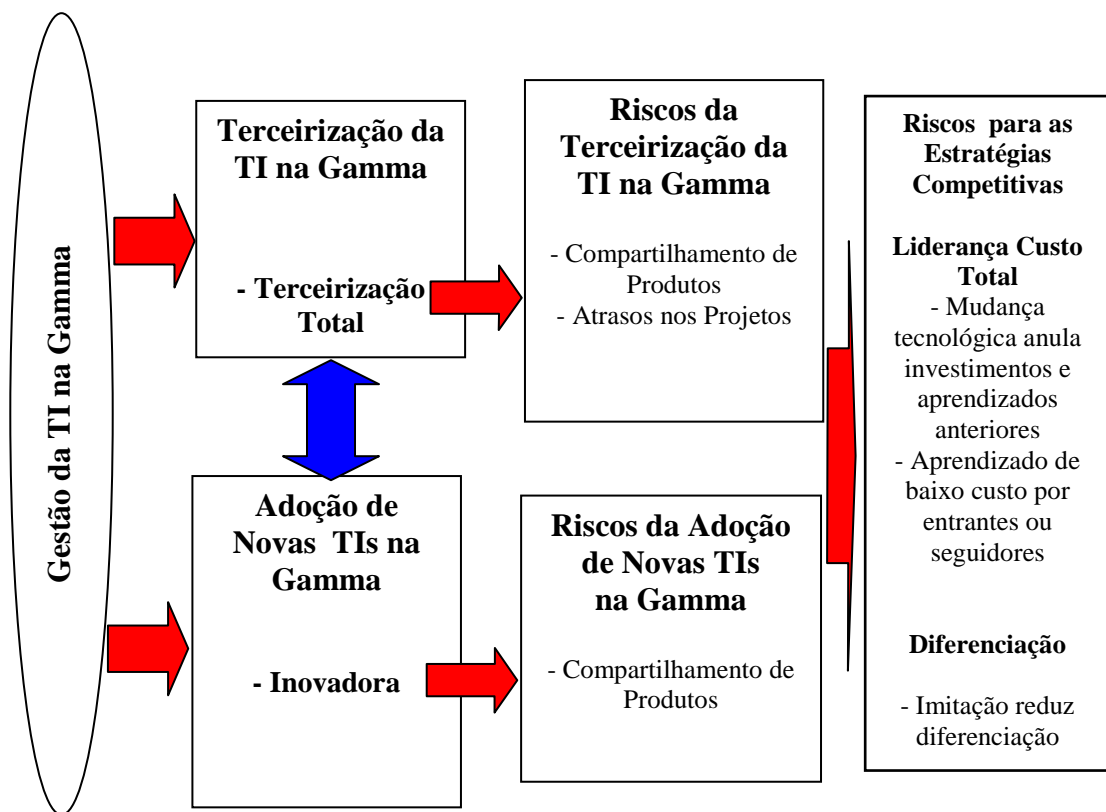 Gestão da TI na Gamma
Terceirização da
TI na Gamma
- Terceirização
Total
Adoção de
Novas TIs na
Gamma
- Inovadora
Riscos da
Terceirização da
TI na Gamma
- Compartilhamento de
Produtos
- Atrasos nos Projetos
Riscos da Adoção
de Novas TIs
na Gamma
- Compartilhamento de
Produtos
Riscos para as
Estratégias
Competitivas
Liderança Custo
Total
- Mudança
tecnológica anula
investimentos e
aprendizados
anteriores
- Aprendizado de
baixo custo por
entrantes ou
seguidores
Diferenciação
- Imitação reduz
diferenciação